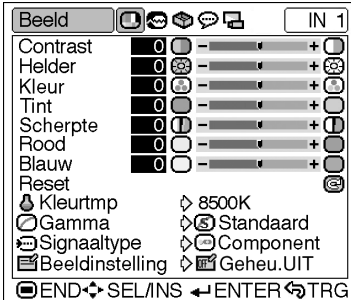 Beeld IN 1
Contrast 0 - +
Helder 0 - +
Kleur 0 - +
Tint 0 - +
Scherpte 0 - +
Rood 0 - +
Blauw 0 - +
Reset
Kleurtmp 8500K
Gamma Standaard
Signaaltype Component
Beeldinstelling Geheu.UIT
END SEL/INS ENTER TRG